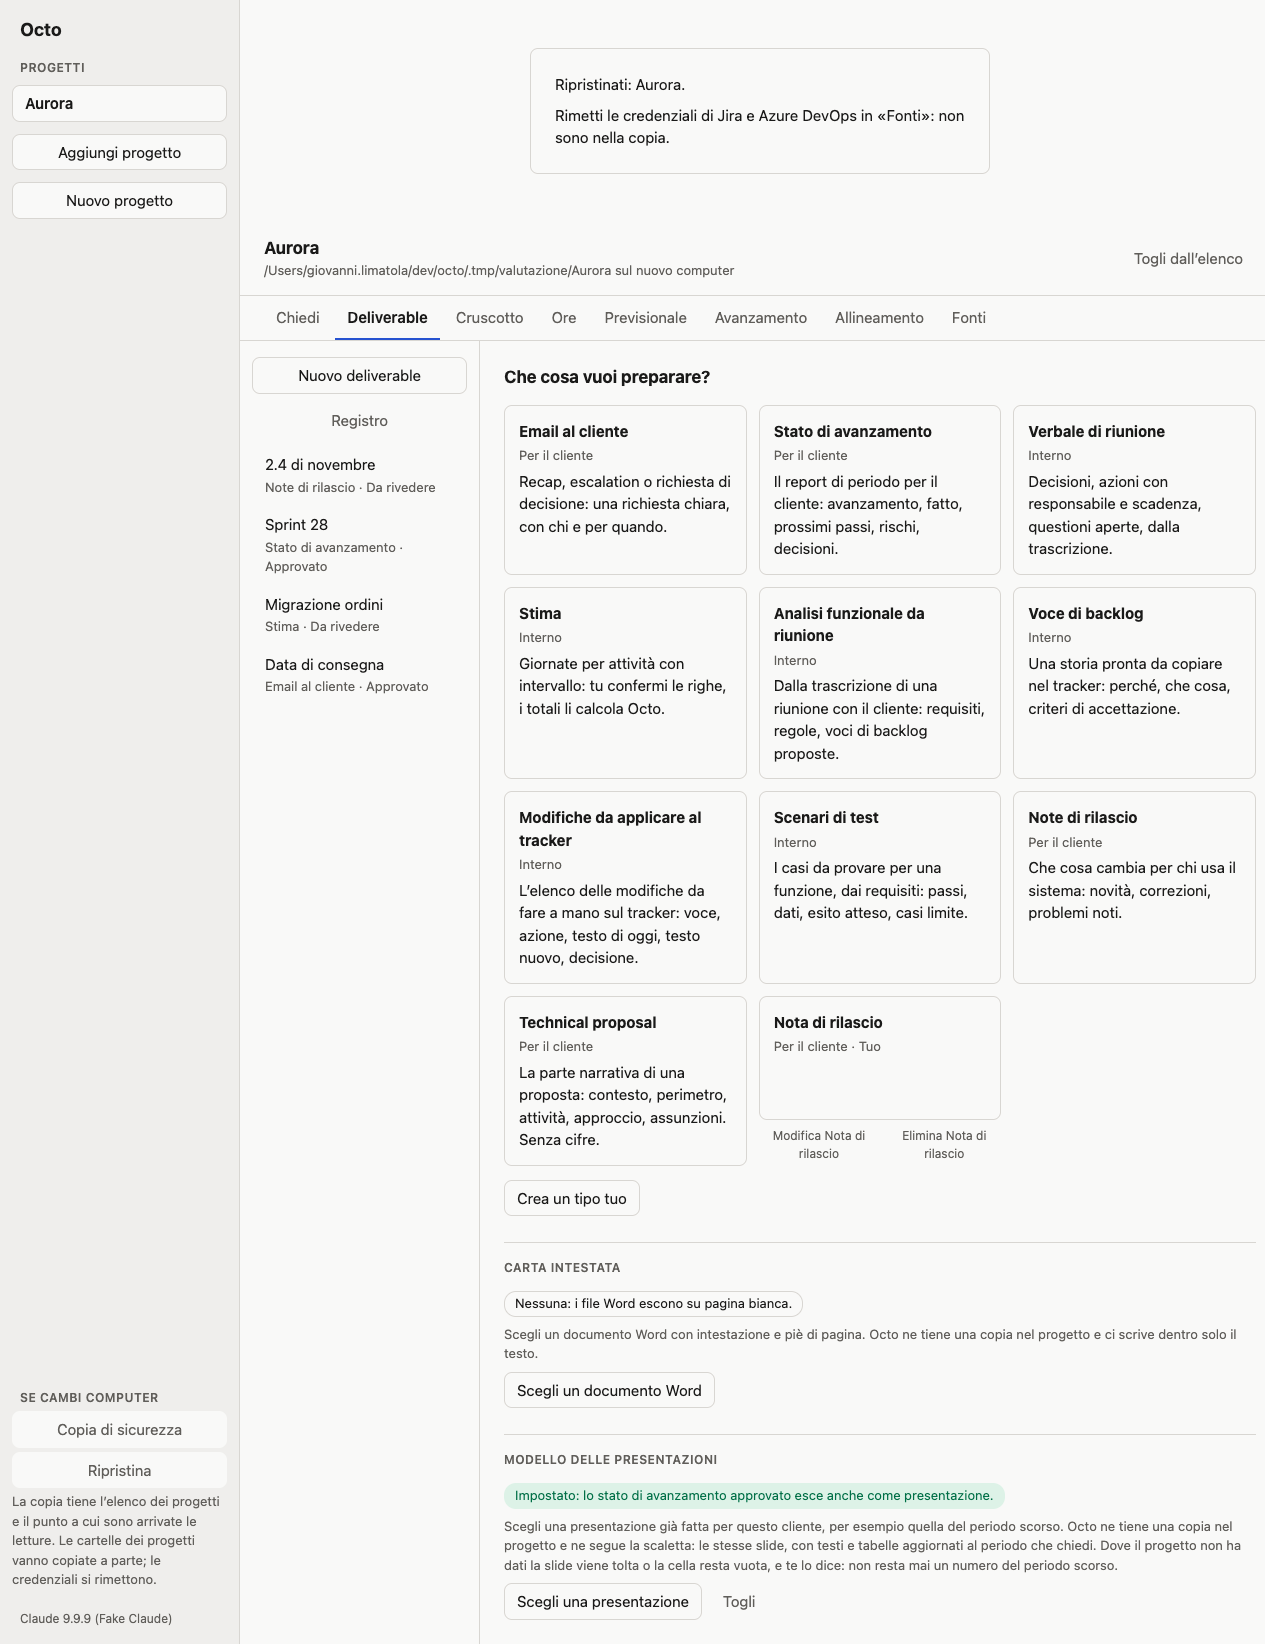 Octo
PROGETTI
Aurora
Aggiungi progetto
Nuovo progetto
Ripristinati: Aurora.
Rimetti le credenziali di Jira e Azure DevOps in «Fonti»: non
sono nella copia.
Aurora
/Users/giovanni.limatola/dev/octo/.tmp/valutazione/Aurora sul nuovo computer
Togli dall'elenco
Chiedi
Deliverable
Cruscotto
Ore
Previsionale
Avanzamento
Allineamento
Fonti
Nuovo deliverable
Registro
2.4 di novembre
Note di rilascio · Da rivedere
Sprint 28
Stato di avanzamento ·
Approvato
Migrazione ordini
Stima · Da rivedere
Data di consegna
Email al cliente · Approvato
Che cosa vuoi preparare?
Email al cliente
Per il cliente
Recap, escalation o richiesta di
decisione: una richiesta chiara,
con chi e per quando.
Stato di avanzamento
Per il cliente
Il report di periodo per il
cliente: avanzamento, fatto,
prossimi passi, rischi,
decisioni.
Verbale di riunione
Interno
Decisioni, azioni con
responsabile e scadenza,
questioni aperte, dalla
trascrizione.
Stima
Interno
Giornate per attività con
intervallo: tu confermi le righe,
i totali li calcola Octo.
Analisi funzionale da
riunione
Interno
Dalla trascrizione di una
riunione con il cliente: requisiti,
regole, voci di backlog
proposte.
Voce di backlog
Interno
Una storia pronta da copiare
nel tracker: perché, che cosa,
criteri di accettazione.
Modifiche da applicare al
tracker
Interno
L'elenco delle modifiche da
fare a mano sul tracker: voce,
azione, testo di oggi, testo
nuovo, decisione.
Scenari di test
Interno
I casi da provare per una
funzione, dai requisiti: passi,
dati, esito atteso, casi limite.
Note di rilascio
Per il cliente
Che cosa cambia per chi usa il
sistema: novità, correzioni,
problemi noti.
Technical proposal
Per il cliente
La parte narrativa di una
proposta: contesto, perimetro,
attività, approccio, assunzioni.
Senza cifre.
Nota di rilascio
Per il cliente · Tuo
Modifica Nota di
rilascio
Elimina Nota di
rilascio
Crea un tipo tuo
CARTA INTESTATA
Nessuna: i file Word escono su pagina bianca.
Scegli un documento Word con intestazione e piè di pagina. Octo ne tiene una copia nel progetto e ci scrive dentro solo il
testo.
Scegli un documento Word
MODELLO DELLE PRESENTAZIONI
Impostato: lo stato di avanzamento approvato esce anche come presentazione.
Scegli una presentazione già fatta per questo cliente, per esempio quella del periodo scorso. Octo ne tiene una copia nel
progetto e ne segue la scaletta: le stesse slide, con testi e tabelle aggiornati al periodo che chiedi. Dove il progetto non ha
dati la slide viene tolta o la cella resta vuota, e te lo dice: non resta mai un numero del periodo scorso.
Scegli una presentazione
Togli
SE CAMBI COMPUTER
Copia di sicurezza
Ripristina
La copia tiene l'elenco dei progetti
e il punto a cui sono arrivate le
letture. Le cartelle dei progetti
vanno copiate a parte; le
credenziali si rimettono.
Claude 9.9.9 (Fake Claude)